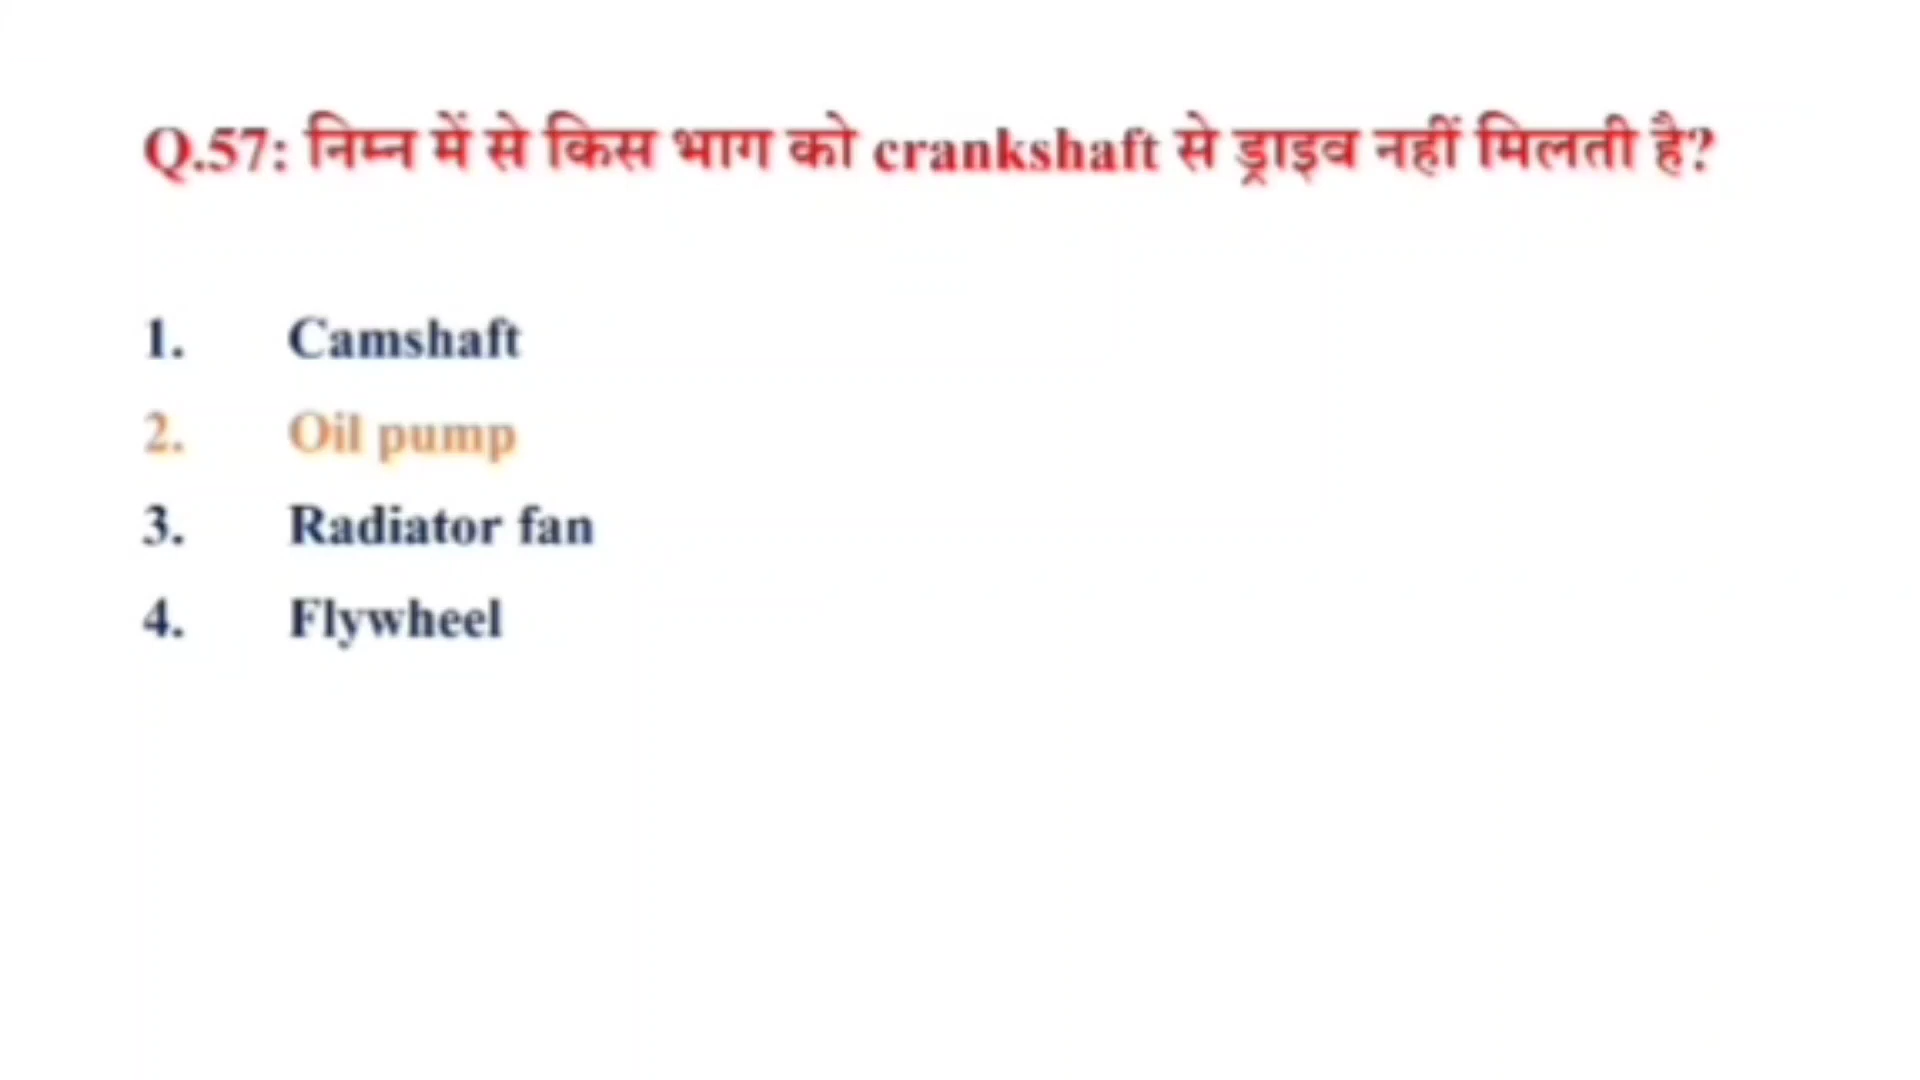 Q.57: निम्न में से किस भाग को crankshaft से ड्राइव नहीं मिलती है?
1. Camshaft
2. Oil pump
3. Radiator fan
4. Flywheel